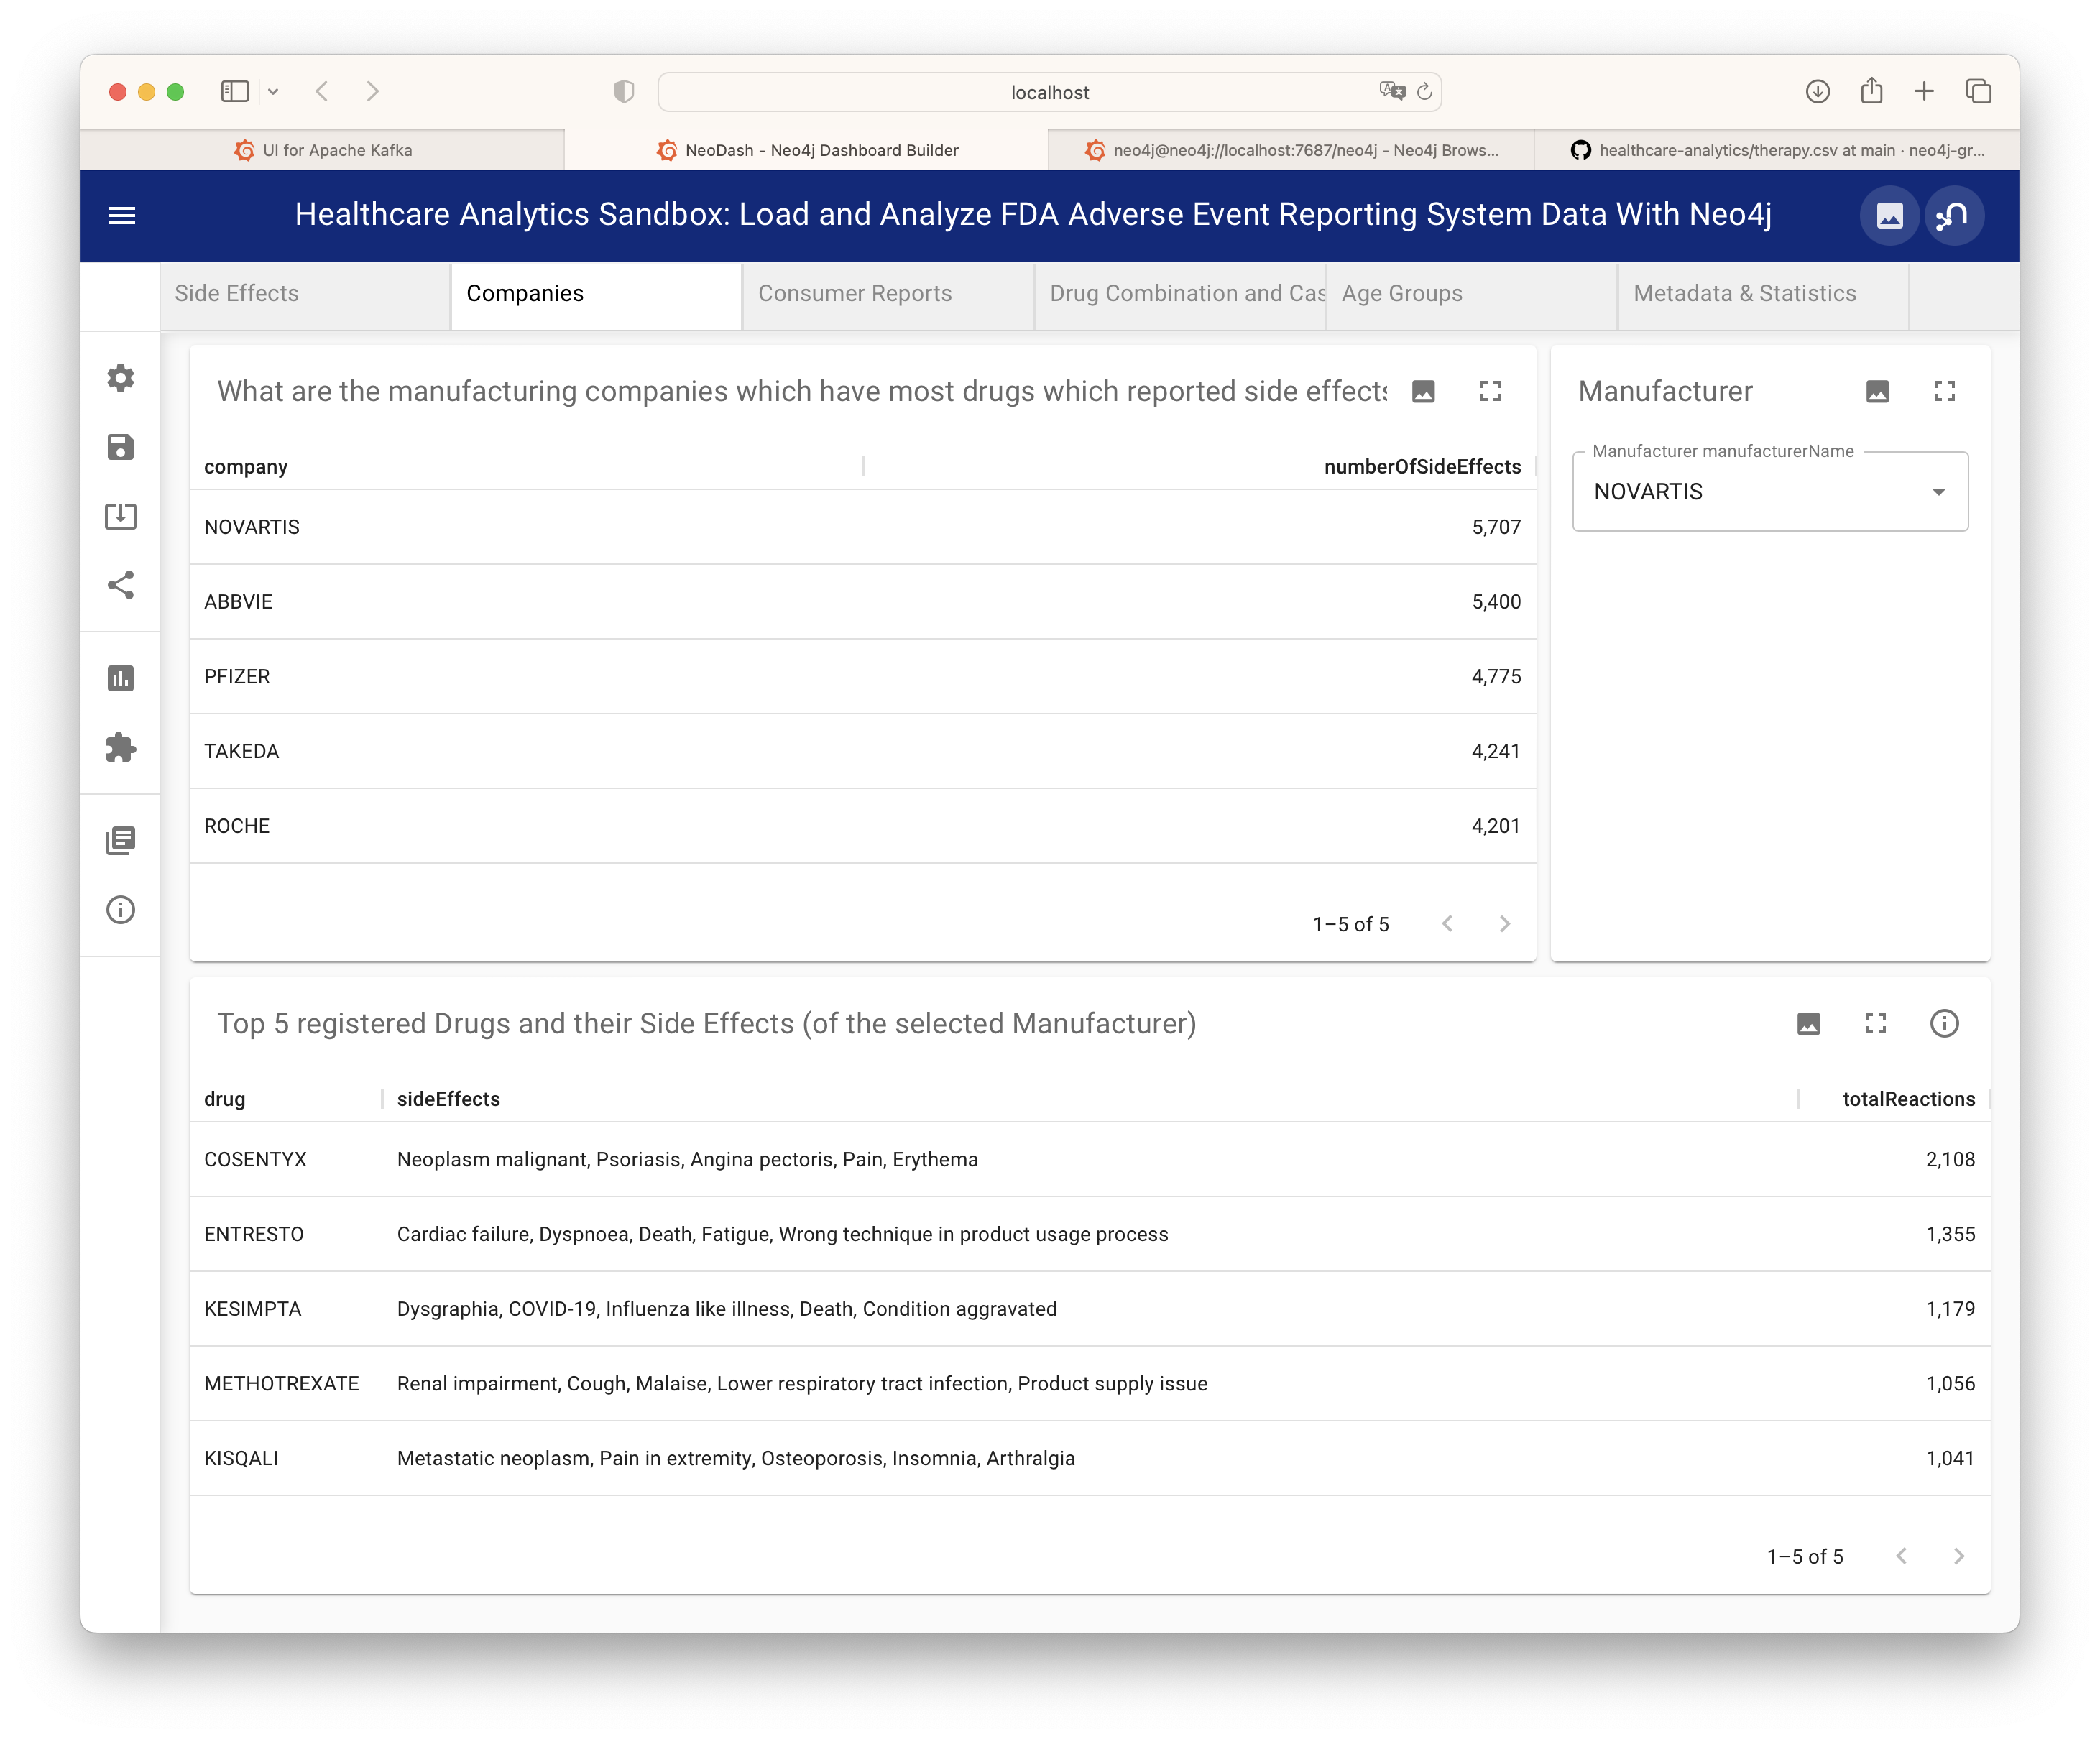 localhost
UI for Apache Kafka
NeoDash - Neo4j Dashboard Builder
neo4j@neo4j://localhost:7687/neo4j - Neo4j Brows...
healthcare-analytics/therapy.csv at main · neo4j-gr...
Healthcare Analytics Sandbox: Load and Analyze FDA Adverse Event Reporting System Data With Neo4j
Side Effects
Companies
Consumer Reports
Drug Combination and Cas
Age Groups
Metadata & Statistics
What are the manufacturing companies which have most drugs which reported side effects
company numberOfSideEffects
NOVARTIS 5,707
ABBVIE 5,400
PFIZER 4,775
TAKEDA 4,241
ROCHE 4,201
1–5 of 5
Manufacturer
Manufacturer manufacturerName
NOVARTIS
Top 5 registered Drugs and their Side Effects (of the selected Manufacturer)
drug sideEffects totalReactions
COSENTYX Neoplasm malignant, Psoriasis, Angina pectoris, Pain, Erythema 2,108
ENTRESTO Cardiac failure, Dyspnoea, Death, Fatigue, Wrong technique in product usage process 1,355
KESIMPTA Dysgraphia, COVID-19, Influenza like illness, Death, Condition aggravated 1,179
METHOTREXATE Renal impairment, Cough, Malaise, Lower respiratory tract infection, Product supply issue 1,056
KISQALI Metastatic neoplasm, Pain in extremity, Osteoporosis, Insomnia, Arthralgia 1,041
1–5 of 5